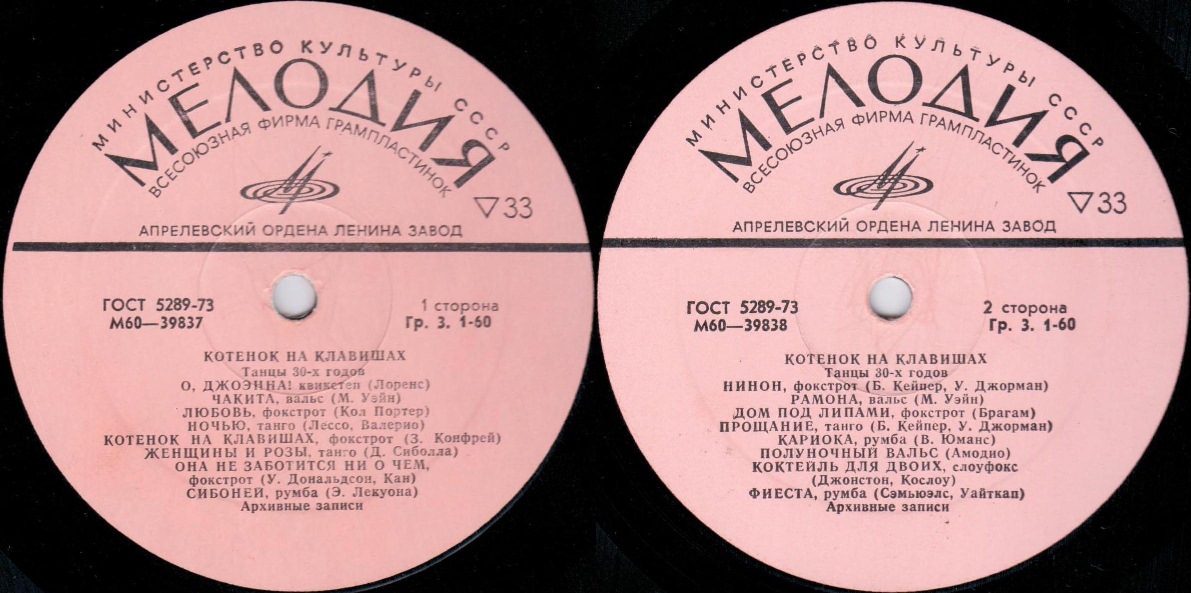 МИНИСТЕРСТВО КУЛЬТУРЫ СССР
МЕЛОДИЯ
ВСЕСОЮЗНАЯ ФИРМА ГРАМПЛАСТИНОК
▽33
АПРЕЛЕВСКИЙ ОРДЕНА ЛЕНИНА ЗАВОД
ГОСТ 5289-73
М60—39837
1 сторона
Гр. 3. 1-60
КОТЕНОК НА КЛАВИШАХ
Танцы 30-х годов
О, ДЖОЭННА! квикстеп (Лоренс)
ЧАКИТА, вальс (М. Уэйн)
ЛЮБОВЬ, фокстрот (Кол Портер)
НОЧЬЮ, танго (Лессо, Валерио)
КОТЕНОК НА КЛАВИШАХ, фокстрот (З. Конфрей)
ЖЕНЩИНЫ И РОЗЫ, танго (Д. Сиболла)
ОНА НЕ ЗАБОТИТСЯ НИ О ЧЕМ,
фокстрот (У. Дональдсон, Кан)
СИБОНЕЙ, румба (Э. Лекуона)
Архивные записи
МИНИСТЕРСТВО КУЛЬТУРЫ СССР
МЕЛОДИЯ
ВСЕСОЮЗНАЯ ФИРМА ГРАМПЛАСТИНОК
▽33
АПРЕЛЕВСКИЙ ОРДЕНА ЛЕНИНА ЗАВОД
ГОСТ 5289-73
М60—39838
2 сторона
Гр. 3. 1-60
КОТЕНОК НА КЛАВИШАХ
Танцы 30-х годов
НИНОН, фокстрот (Б. Кейпер, У. Джорман)
РАМОНА, вальс (М. Уэйн)
ДОМ ПОД ЛИПАМИ, фокстрот (Брагам)
ПРОЩАНИЕ, танго (Б. Кейпер, У. Джорман)
КАРИОКА, румба (В. Юманс)
ПОЛУНОЧНЫЙ ВАЛЬС (Амодио)
КОКТЕЙЛЬ ДЛЯ ДВОИХ, слоуфокс
(Джонстон, Кослоу)
ФИЕСТА, румба (Сэмьюэлс, Уайткап)
Архивные записи